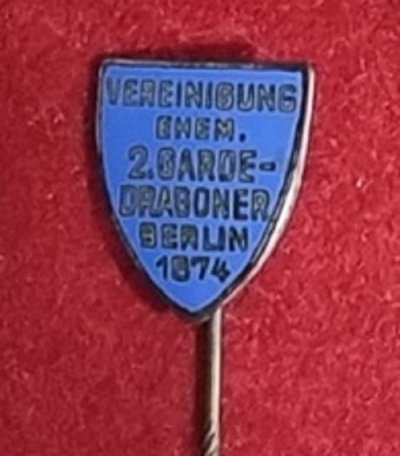 VEREINIGUNG
EHEM.
2.GARDE-
DRAGONER
BERLIN
1874